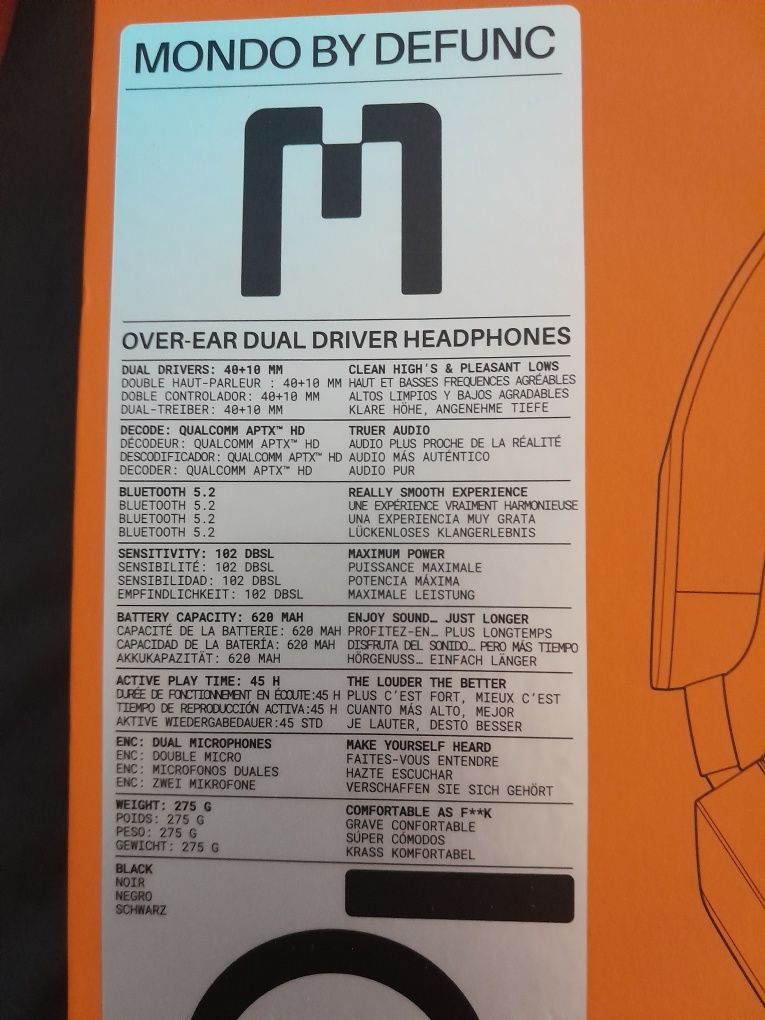 MONDO BY DEFUNC
M
OVER-EAR DUAL DRIVER HEADPHONES
DUAL DRIVERS: 40+10 MM CLEAN HIGH'S & PLEASANT LOWS
DOUBLE HAUT-PARLEUR : 40+10 MM HAUT ET BASSES FREQUENCES AGRÉABLES
DOBLE CONTROLADOR: 40+10 MM ALTOS LIMPIOS Y BAJOS AGRADABLES
DUAL-TREIBER: 40+10 MM KLARE HÖHE, ANGENEHME TIEFE
DECODE: QUALCOMM APTX™ HD TRUER AUDIO
DÉCODEUR: QUALCOMM APTX™ HD AUDIO PLUS PROCHE DE LA RÉALITÉ
DESCODIFICADOR: QUALCOMM APTX™ HD AUDIO MÁS AUTÉNTICO
DECODER: QUALCOMM APTX™ HD AUDIO PUR
BLUETOOTH 5.2 REALLY SMOOTH EXPERIENCE
BLUETOOTH 5.2 UNE EXPÉRIENCE VRAIMENT HARMONIEUSE
BLUETOOTH 5.2 UNA EXPERIENCIA MUY GRATA
BLUETOOTH 5.2 LÜCKENLOSES KLANGERLEBNIS
SENSITIVITY: 102 DBSL MAXIMUM POWER
SENSIBILITÉ: 102 DBSL PUISSANCE MAXIMALE
SENSIBILIDAD: 102 DBSL POTENCIA MÁXIMA
EMPFINDLICHKEIT: 102 DBSL MAXIMALE LEISTUNG
BATTERY CAPACITY: 620 MAH ENJOY SOUND… JUST LONGER
CAPACITÉ DE LA BATTERIE: 620 MAH PROFITEZ-EN… PLUS LONGTEMPS
CAPACIDAD DE LA BATERÍA: 620 MAH DISFRUTA DEL SONIDO… PERO MÁS TIEMPO
AKKUKAPAZITÄT: 620 MAH HÖRGENUSS… EINFACH LÄNGER
ACTIVE PLAY TIME: 45 H THE LOUDER THE BETTER
DURÉE DE FONCTIONNEMENT EN ÉCOUTE:45 H PLUS C'EST FORT, MIEUX C'EST
TIEMPO DE REPRODUCCIÓN ACTIVA:45 H CUANTO MÁS ALTO, MEJOR
AKTIVE WIEDERGABEDAUER:45 STD JE LAUTER, DESTO BESSER
ENC: DUAL MICROPHONES MAKE YOURSELF HEARD
ENC: DOUBLE MICRO FAITES-VOUS ENTENDRE
ENC: MICROFONOS DUALES HAZTE ESCUCHAR
ENC: ZWEI MIKROFONE VERSCHAFFEN SIE SICH GEHÖRT
WEIGHT: 275 G COMFORTABLE AS F**K
POIDS: 275 G GRAVE CONFORTABLE
PESO: 275 G SÚPER CÓMODOS
GEWICHT: 275 G KRASS KOMFORTABEL
BLACK
NOIR
NEGRO
SCHWARZ